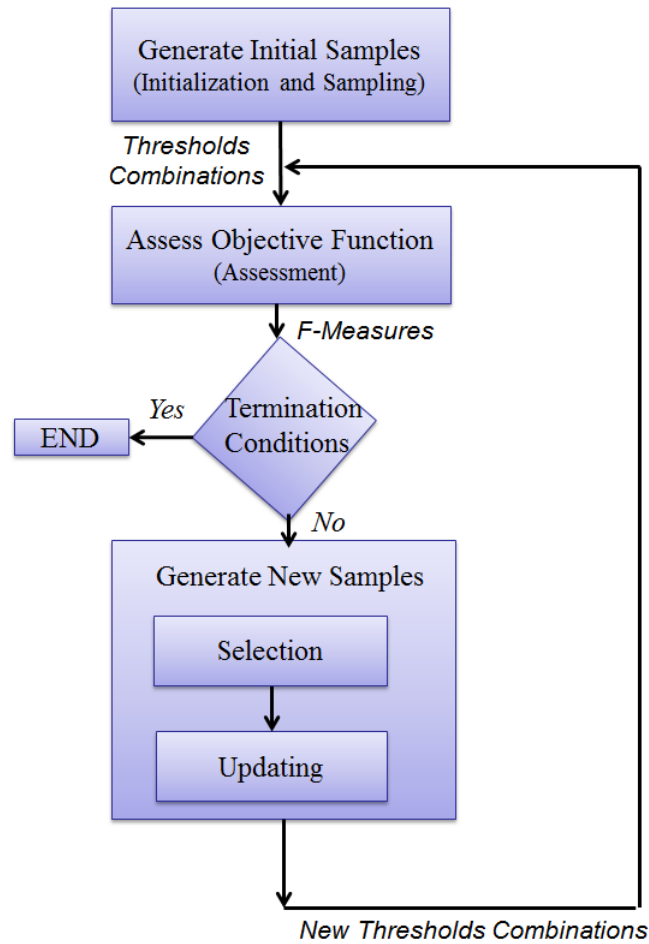 Generate Initial Samples
(Initialization and Sampling)
Thresholds
Combinations
Assess Objective Function
(Assessment)
F-Measures
Termination
Conditions
Yes
END
No
Generate New Samples
Selection
Updating
New Thresholds Combinations